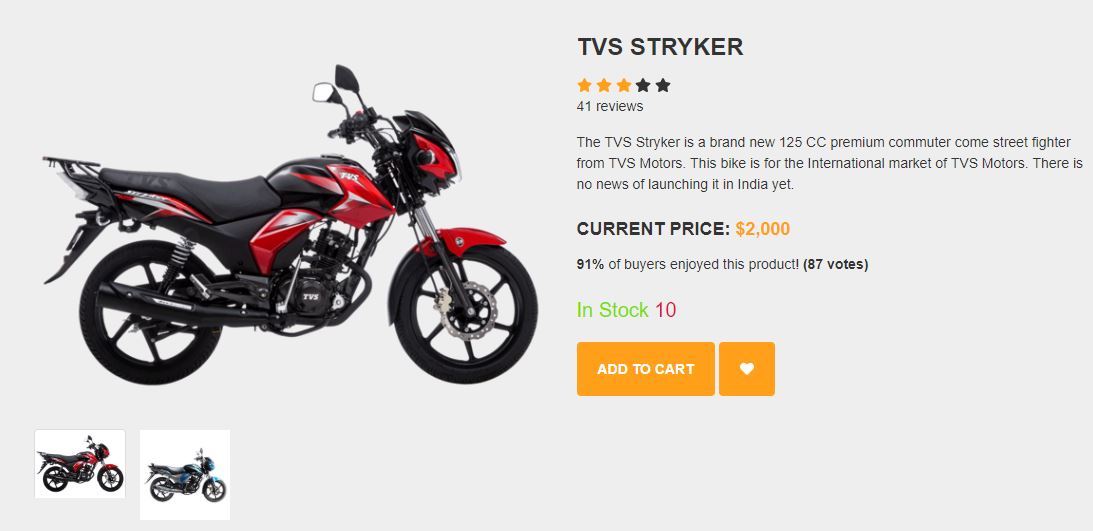 TVS STRYKER
41 reviews
The TVS Stryker is a brand new 125 CC premium commuter come street fighter
from TVS Motors. This bike is for the International market of TVS Motors. There is
no news of launching it in India yet.
CURRENT PRICE: $2,000
91% of buyers enjoyed this product! (87 votes)
In Stock 10
ADD TO CART
TVS
TVS